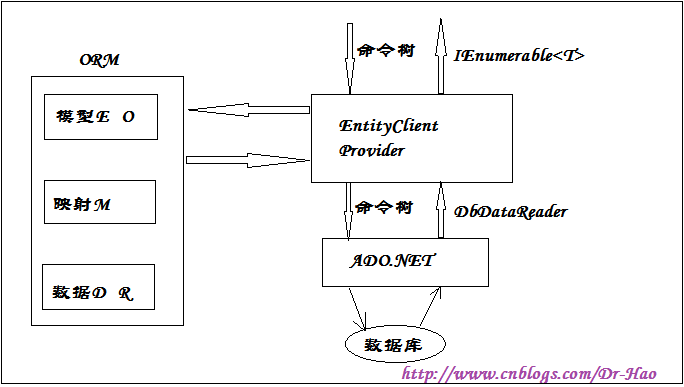 ORM
模型E O
映射M
数据D R
命令树
IEnumerable<T>
EntityClient
Provider
命令树
DbDataReader
ADO.NET
数据库
http://www.cnblogs.com/Dr-Hao